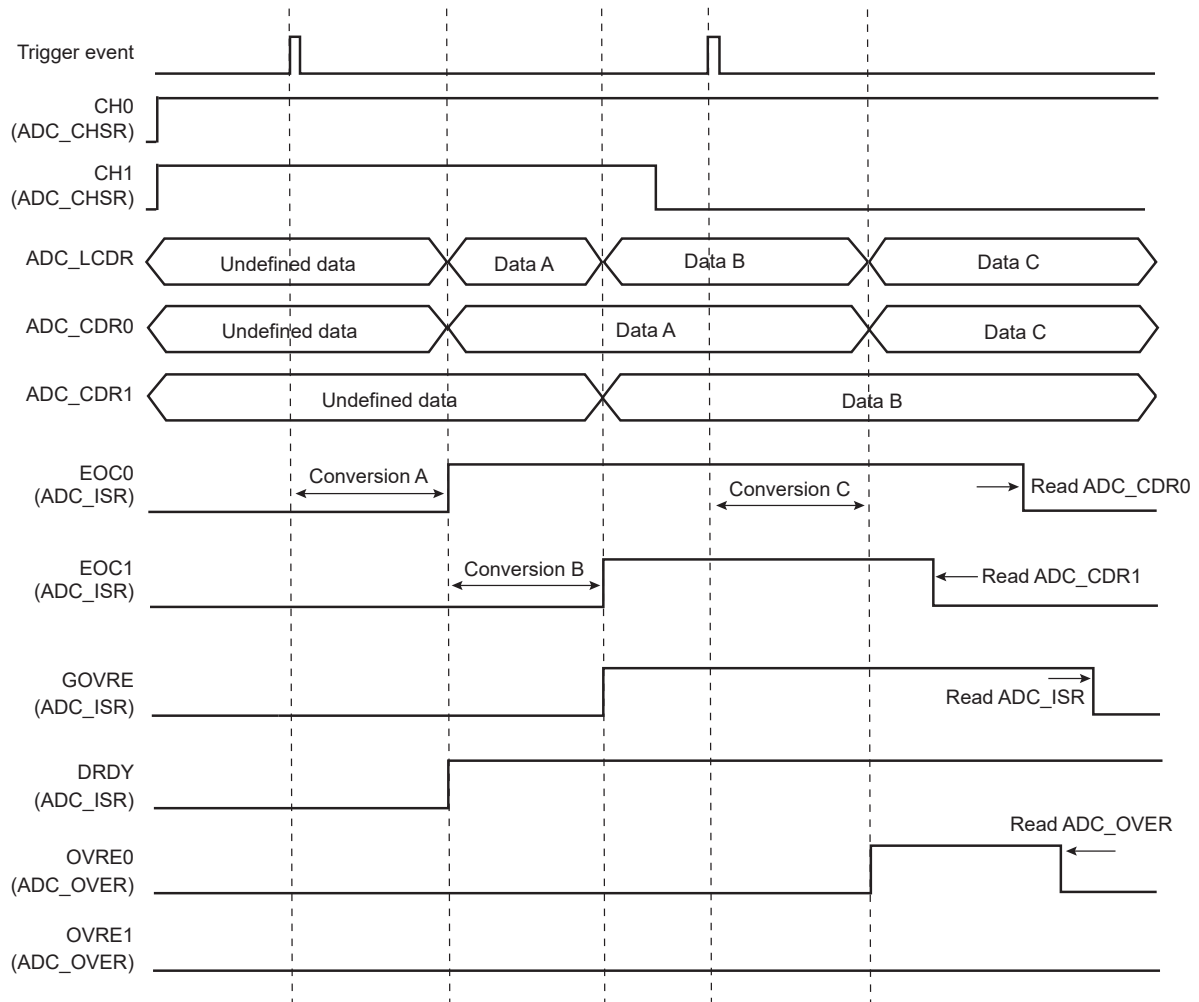 Trigger event
CH0
(ADC_CHSR)
CH1
(ADC_CHSR)
ADC_LCDR
Undefined data
Data A
Data B
Data C
ADC_CDR0
Undefined data
Data A
Data C
ADC_CDR1
Undefined data
Data B
EOC0
(ADC_ISR)
Conversion A
Conversion C
Read ADC_CDR0
EOC1
(ADC_ISR)
Conversion B
Read ADC_CDR1
GOVRE
(ADC_ISR)
Read ADC_ISR
DRDY
(ADC_ISR)
Read ADC_OVER
OVRE0
(ADC_OVER)
OVRE1
(ADC_OVER)